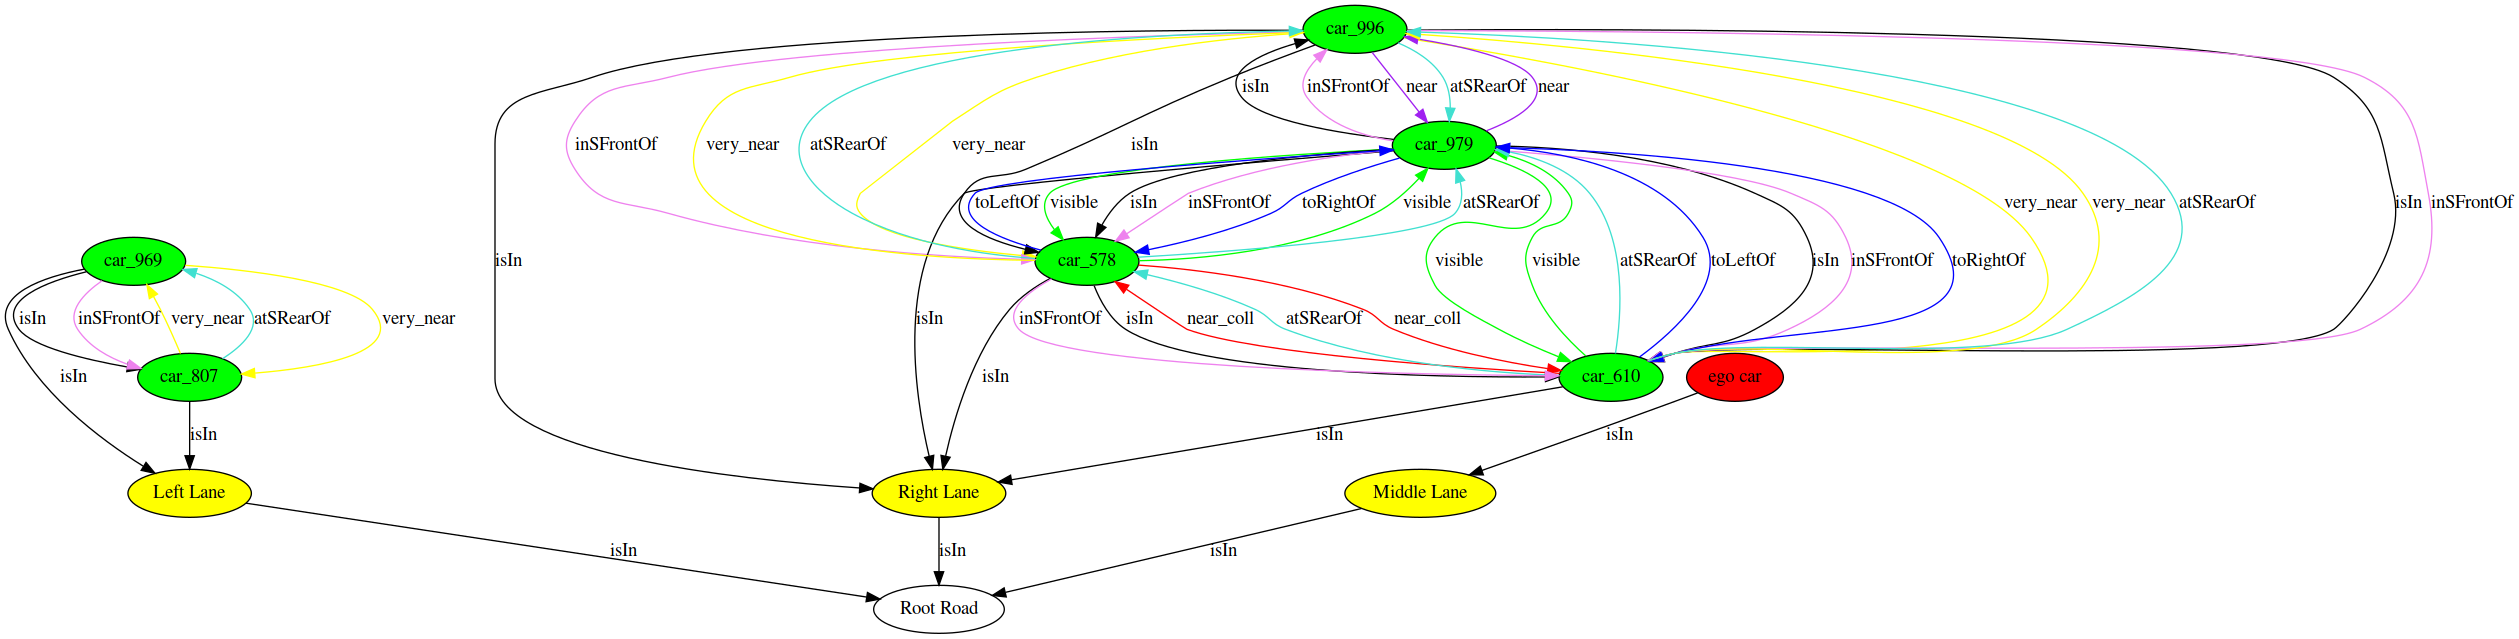 car_996
isIn
inSFrontOf
near
atSRearOf
near
inSFrontOf
very_near
atSRearOf
very_near
isIn
car_979
toLeftOf
visible
isIn
inSFrontOf
toRightOf
visible
atSRearOf
very_near
very_near
atSRearOf
isIn
inSFrontOf
isIn
car_969
car_578
visible
visible
atSRearOf
toLeftOf
isIn
inSFrontOf
toRightOf
isIn
inSFrontOf
very_near
atSRearOf
very_near
isIn
inSFrontOf
isIn
near_coll
atSRearOf
near_coll
isIn
car_807
isIn
car_610
ego car
isIn
isIn
isIn
Left Lane
Right Lane
Middle Lane
isIn
isIn
isIn
Root Road